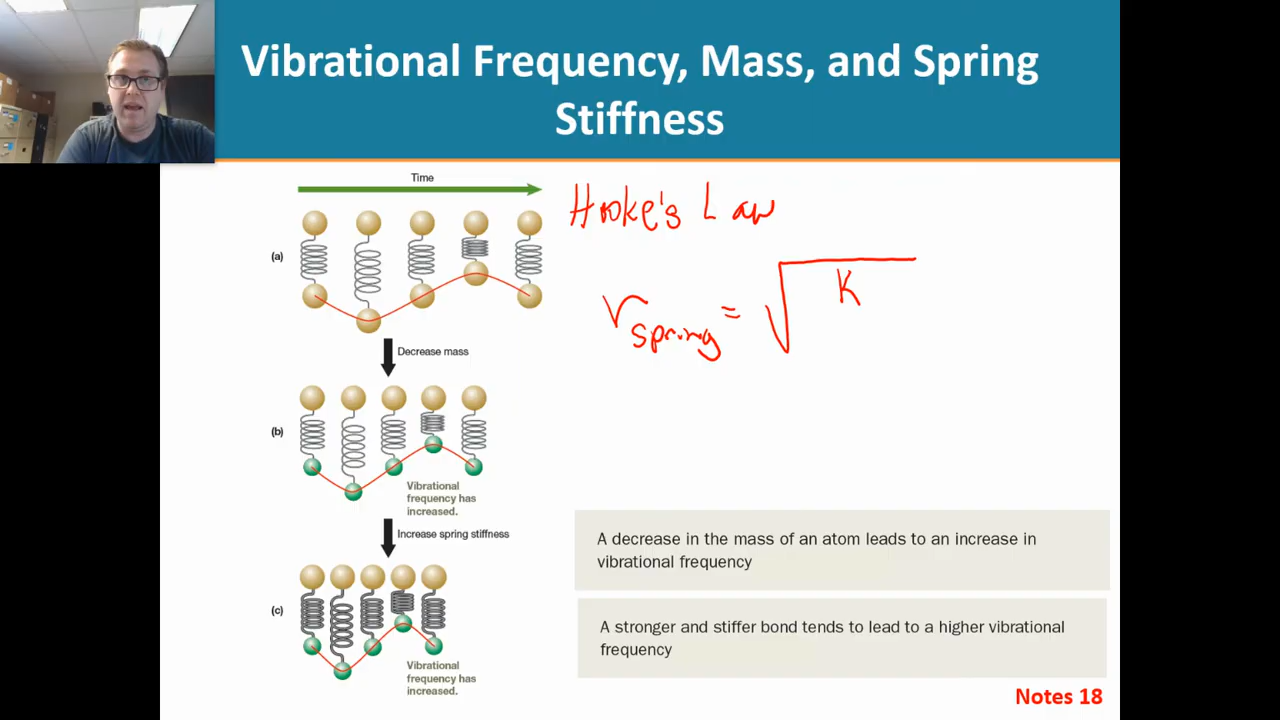 Vibrational Frequency, Mass, and Spring
Stiffness
Time
(a)
Decrease mass
(b)
Vibrational
frequency has
increased.
Increase spring stiffness
(c)
Vibrational
frequency has
increased.
Hooke's Law
ν spring = √K
A decrease in the mass of an atom leads to an increase in
vibrational frequency
A stronger and stiffer bond tends to lead to a higher vibrational
frequency
Notes 18